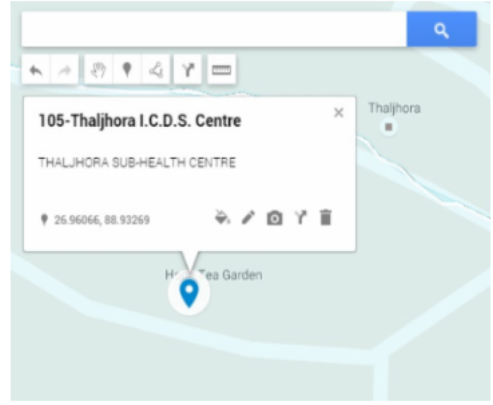 Thaljhora
105-Thaljhora I.C.D.S. Centre
THALJHORA SUB-HEALTH CENTRE
26.96066, 88.93269
Tea Garden